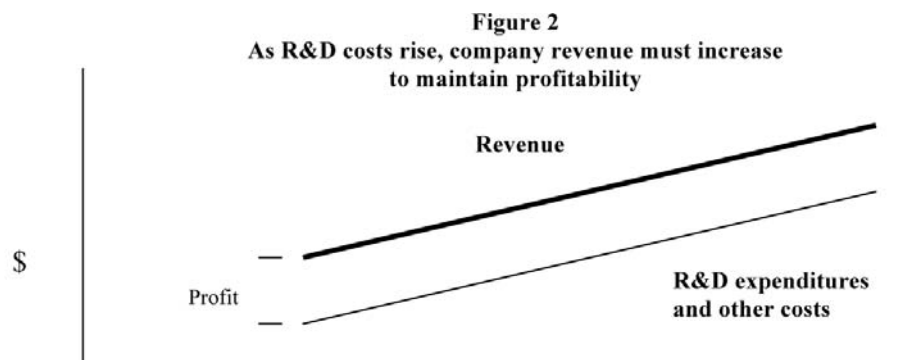 Figure 2
As R&D costs rise, company revenue must increase
to maintain profitability
Revenue
$
Profit
R&D expenditures
and other costs